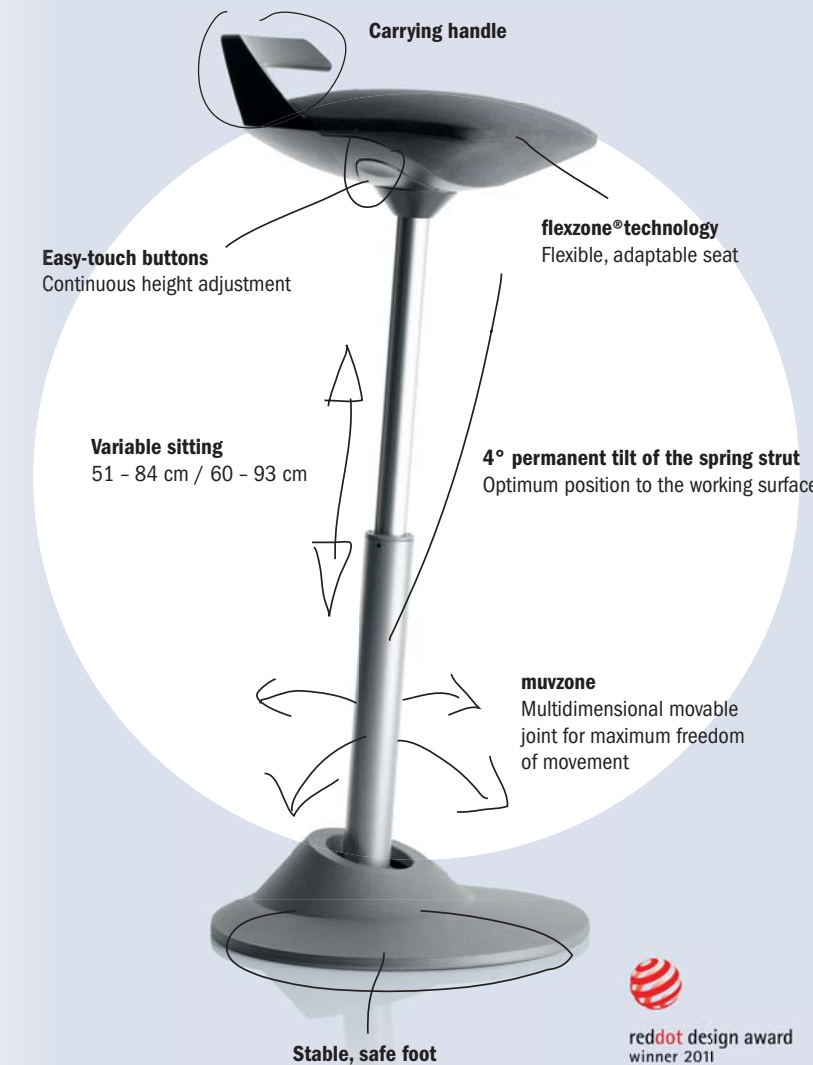 Carrying handle
flexzone®technology
Flexible, adaptable seat
Easy-touch buttons
Continuous height adjustment
Variable sitting
51 – 84 cm / 60 – 93 cm
4° permanent tilt of the spring strut
Optimum position to the working surface
muvzone
Multidimensional movable
joint for maximum freedom
of movement
Stable, safe foot
reddot design award
winner 2011